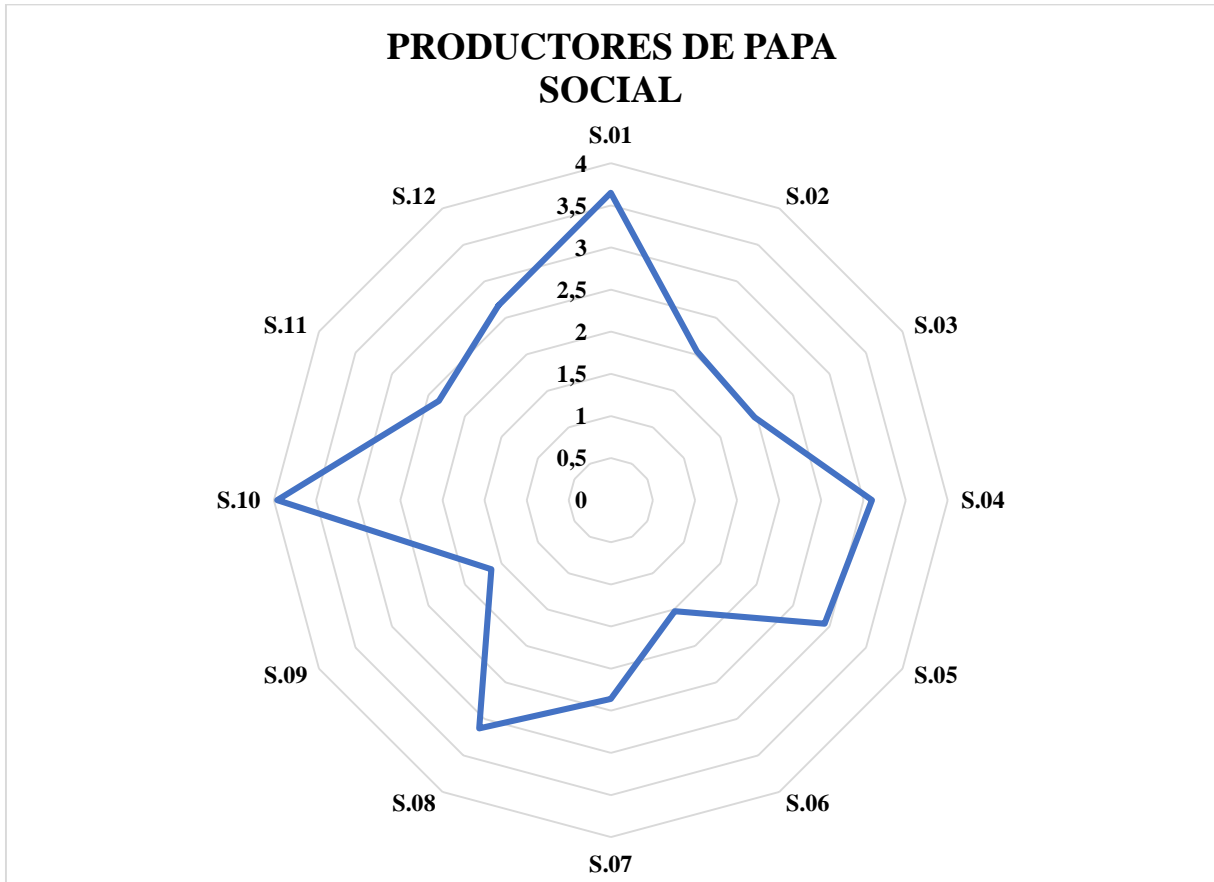 PRODUCTORES DE PAPA
SOCIAL
S.01
S.02
S.03
S.04
S.05
S.06
S.07
S.08
S.09
S.10
S.11
S.12
4
3,5
3
2,5
2
1,5
1
0,5
0